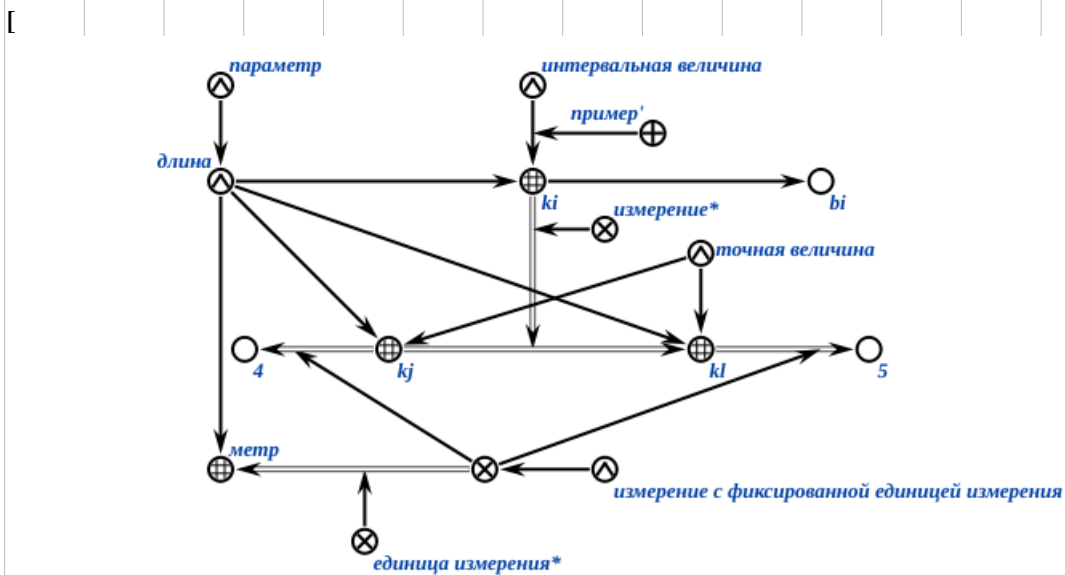 [
параметр
интервальная величина
пример'
длина
ki
bi
измерение*
точная величина
4
kj
kl
5
метр
измерение с фиксированной единицей измерения
единица измерения*